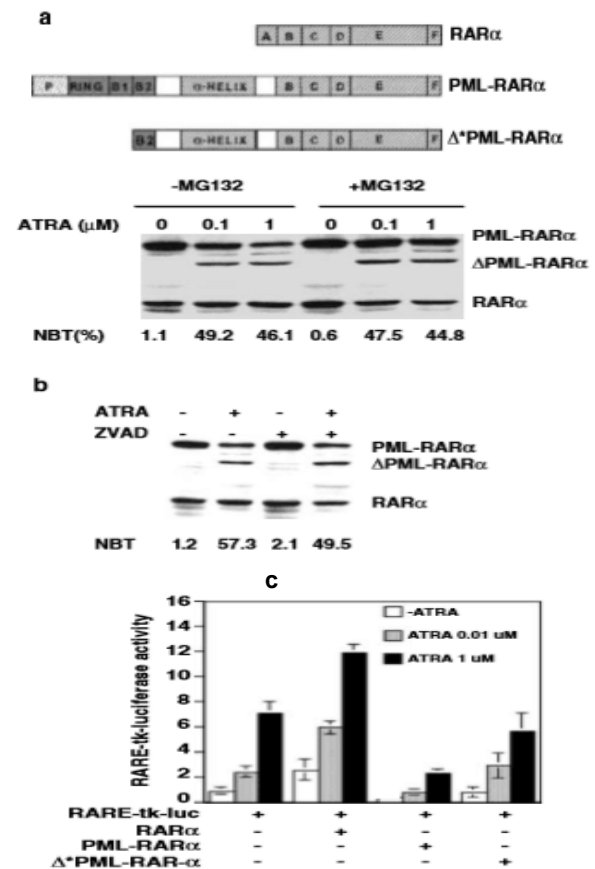 a
A B C D E F RARα
P RING B1 B2 α-HELIX B C D E F PML-RARα
B2 α-HELIX B C D E F Δ*PML-RARα
-MG132 +MG132
ATRA (μM) 0 0.1 1 0 0.1 1
PML-RARα
ΔPML-RARα
RARα
NBT(%) 1.1 49.2 46.1 0.6 47.5 44.8
b
ATRA - + - +
ZVAD - - + +
PML-RARα
ΔPML-RARα
RARα
NBT 1.2 57.3 2.1 49.5
c
RARE-tk-luciferase activity
16
14
12
10
8
6
4
2
0
-ATRA
ATRA 0.01 uM
ATRA 1 uM
RARE-tk-luc + + + +
RARα - + - -
PML-RARα - - + -
Δ*PML-RAR-α - - - +